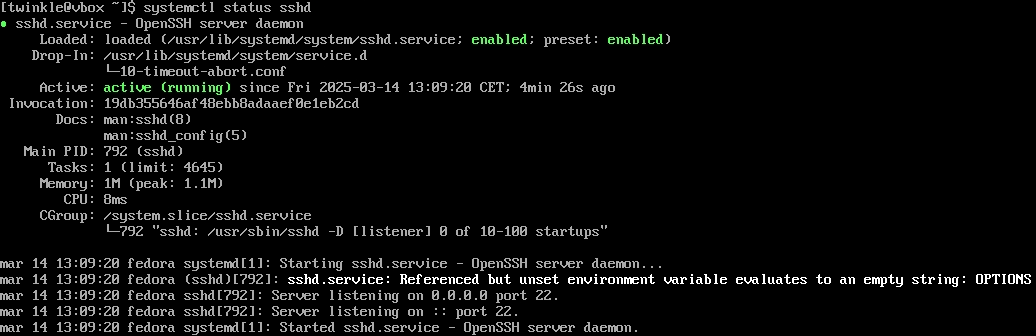 [twinkle@vbox ~]$ systemctl status sshd
● sshd.service - OpenSSH server daemon
     Loaded: loaded (/usr/lib/systemd/system/sshd.service; enabled; preset: enabled)
    Drop-In: /usr/lib/systemd/system/service.d
             └─10-timeout-abort.conf
     Active: active (running) since Fri 2025-03-14 13:09:20 CET; 4min 26s ago
 Invocation: 19db355646af48ebb8adaaef0e1eb2cd
       Docs: man:sshd(8)
             man:sshd_config(5)
   Main PID: 792 (sshd)
      Tasks: 1 (limit: 4645)
     Memory: 1M (peak: 1.1M)
        CPU: 8ms
     CGroup: /system.slice/sshd.service
             └─792 "sshd: /usr/sbin/sshd -D [listener] 0 of 10-100 startups"

mar 14 13:09:20 fedora systemd[1]: Starting sshd.service - OpenSSH server daemon...
mar 14 13:09:20 fedora (sshd)[792]: sshd.service: Referenced but unset environment variable evaluates to an empty string: OPTIONS
mar 14 13:09:20 fedora sshd[792]: Server listening on 0.0.0.0 port 22.
mar 14 13:09:20 fedora sshd[792]: Server listening on :: port 22.
mar 14 13:09:20 fedora systemd[1]: Started sshd.service - OpenSSH server daemon.